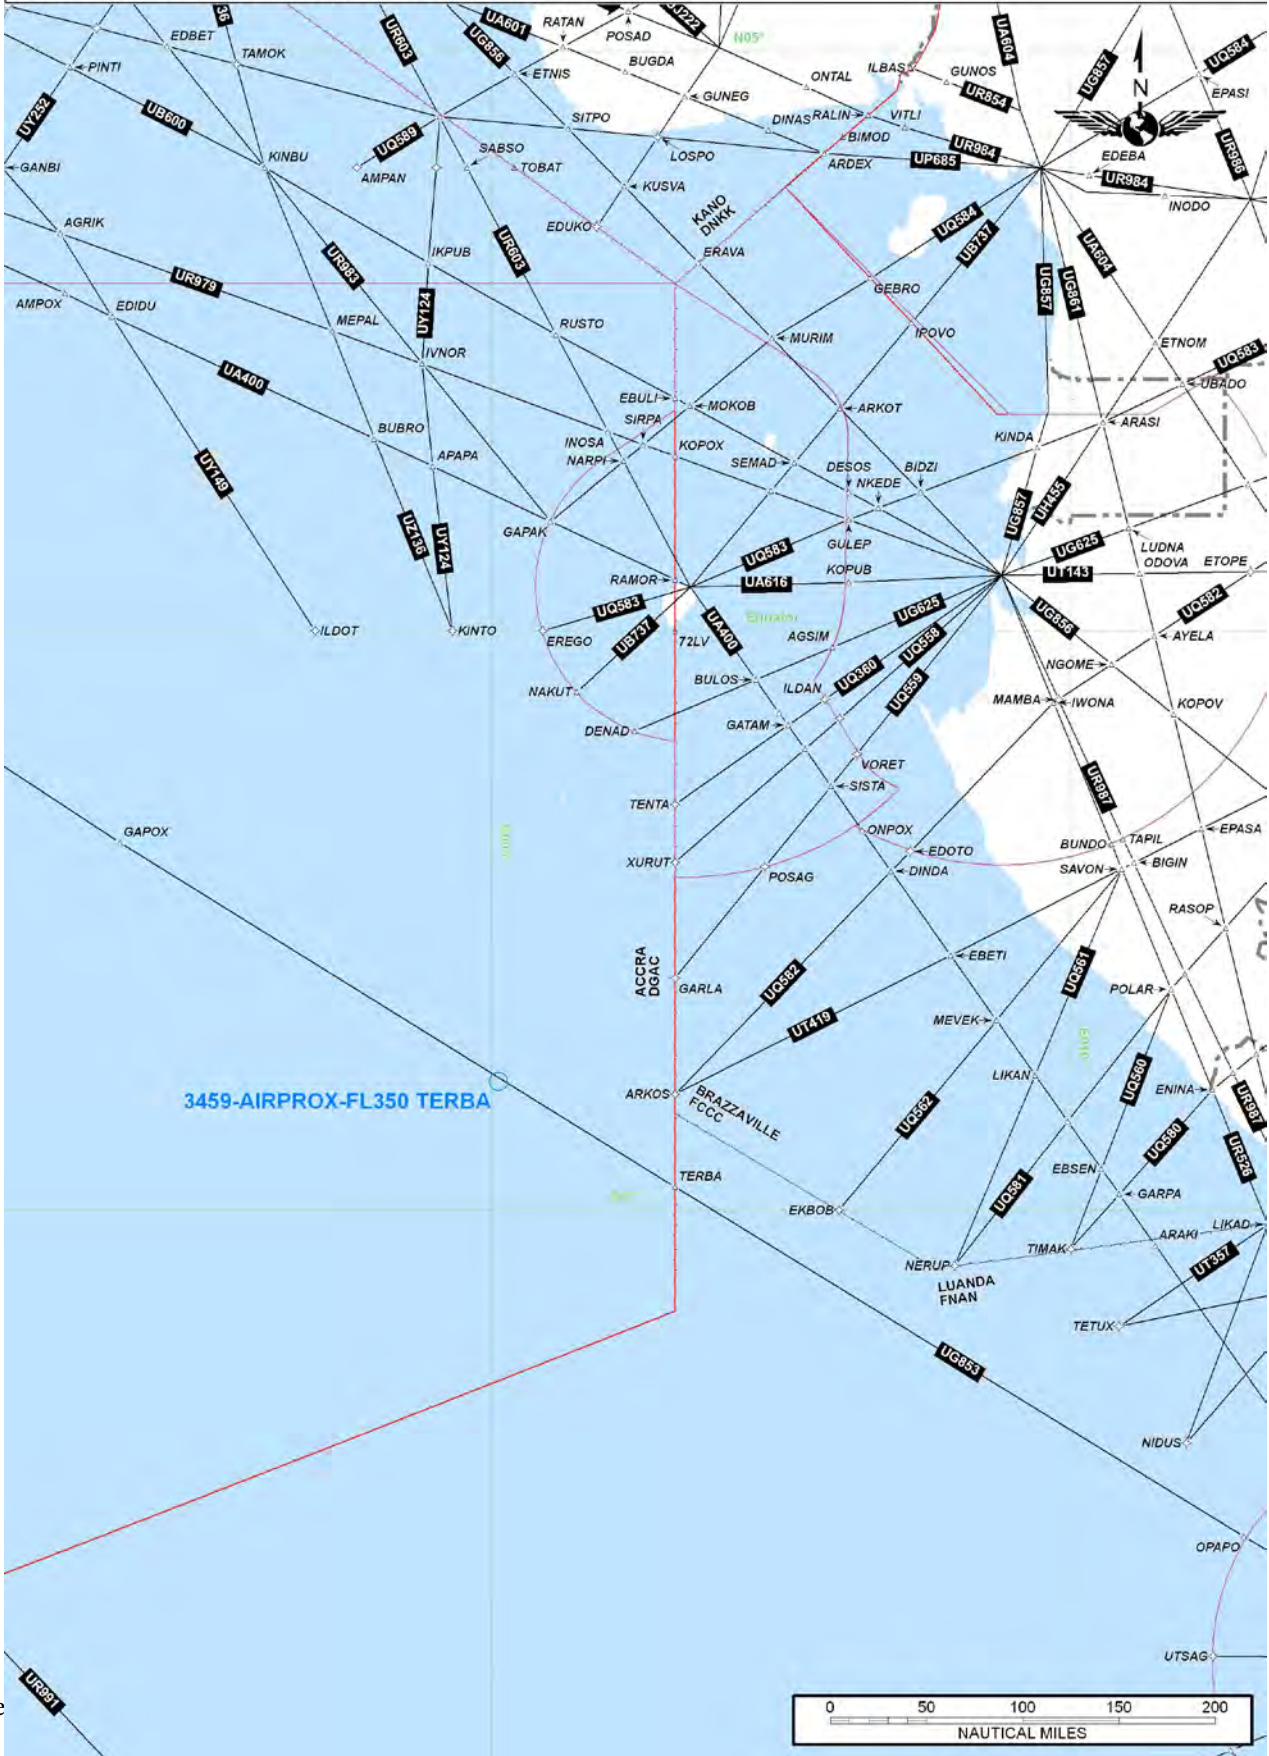 36
UA601
RATAN
POSAD
UJ222
N05°
UR603
UG856
UA604
UG857
UQ584
N
EDBET
TAMOK
PINTI
BUGDA
ETNIS
ILBAS
GUNOS
ONTAL
EPASI
UR854
GUNEG
UY252
UB600
SITPO
DINAS
RALIN
VITLI
BIMOD
UQ589
LOSPO
ARDEX
UP685
UR964
EDEBA
UR986
KINBU
SABSO
GANBI
AMPAN
TOBAT
UR984
INODO
KUSVA
AGRIK
EDUKO
KANO
DNKK
UQ584
UB737
UA604
UR983
IKPUB
UR603
ERAVA
UR979
GEBRO
UG857
UG861
AMPOX
EDIDU
UY124
MEPAL
RUSTO
MURIM
IPOVO
ETNOM
IVNOR
UQ583
UA400
UBADO
EBULI
MOKOB
ARKOT
SIRPA
ARASI
BUBRO
INOSA
KOPOX
KINDA
NARPI
APAPA
SEMAD
DESOS
BIDZI
NKEDE
UY149
UH455
UG857
UZ136
UY124
GAPAK
UQ583
GULEP
UG625
LUDNA
ODOVA
ETOPE
RAMOR
UA616
KOPUB
UT143
UQ583
UQ582
UG856
ILDOT
KINTO
EREGO
UB737
72LV
UA400
AGSIM
UG625
UQ558
AYELA
NGOME
BULOS
UQ360
UQ559
NAKUT
ILDAN
MAMBA
IWONA
KOPOV
DENAD
GATAM
VORET
UR987
SISTA
TENTA
GAPOX
ONPOX
EPASA
EDOTO
BUNDO
TAPIL
XURUT
POSAG
DINDA
SAVON
BIGIN
RASOP
ACCRA
DGAC
EBETI
UQ561
GARLA
UQ582
POLAR
UT419
MEVEK
LIKAN
UQ560
ENINA
3459-AIRPROX-FL350 TERBA
ARKOS
BRAZZAVILLE
FCCC
UQ562
UR987
UQ580
UR526
TERBA
EBSEN
UQ581
GARPA
EKBOB
LIKAD
ARAKI
TIMAK
NERUP
UT357
LUANDA
FNAN
TETUX
UG853
NIDUS
OPAPO
UTSAG
UR991
e
0 50 100 150 200
NAUTICAL MILES